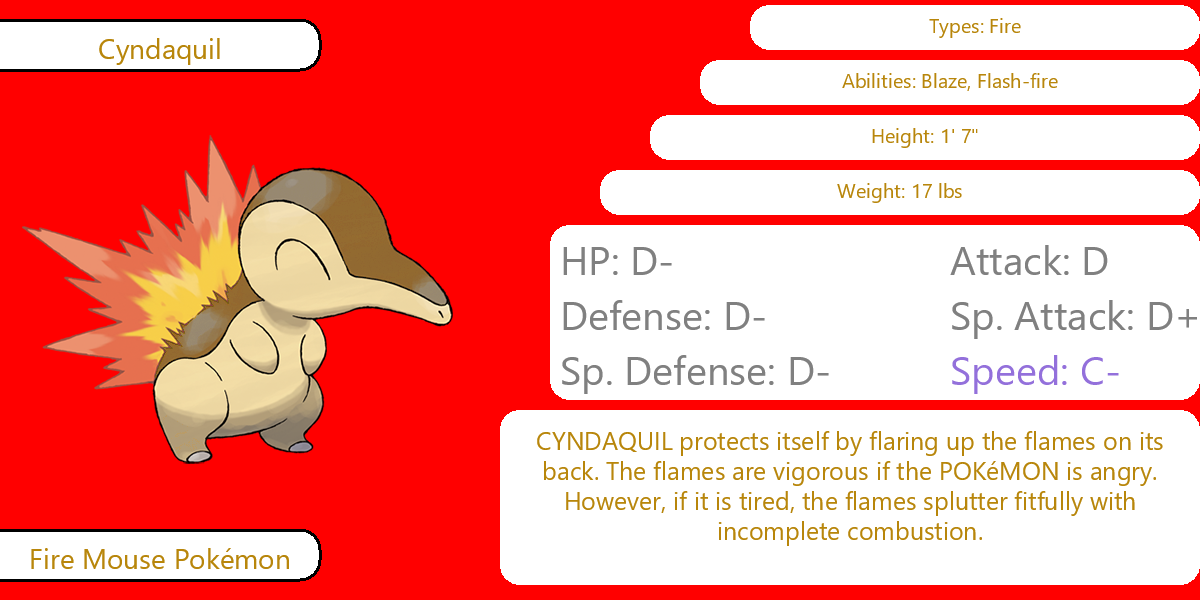 Cyndaquil
Types: Fire
Abilities: Blaze, Flash-fire
Height: 1' 7"
Weight: 17 lbs
HP: D-
Attack: D
Defense: D-
Sp. Attack: D+
Sp. Defense: D-
Speed: C-
CYNDAQUIL protects itself by flaring up the flames on its
back. The flames are vigorous if the POKéMON is angry.
However, if it is tired, the flames splutter fitfully with
incomplete combustion.
Fire Mouse Pokémon